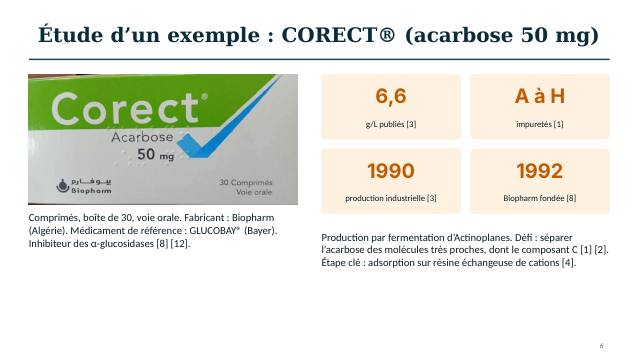 Étude d’un exemple : CORECT® (acarbose 50 mg)
Corect®
Acarbose
50 mg
بيوفارم
Biopharm
30 Comprimés
Voie orale
Comprimés, boîte de 30, voie orale. Fabricant : Biopharm
(Algérie). Médicament de référence : GLUCOBAY® (Bayer).
Inhibiteur des α-glucosidases [8] [12].
6,6
g/L publiés [3]
A à H
impuretés [1]
1990
production industrielle [3]
1992
Biopharm fondée [8]
Production par fermentation d’Actinoplanes. Défi : séparer
l’acarbose des molécules très proches, dont le composant C [1] [2].
Étape clé : adsorption sur résine échangeuse de cations [4].
6